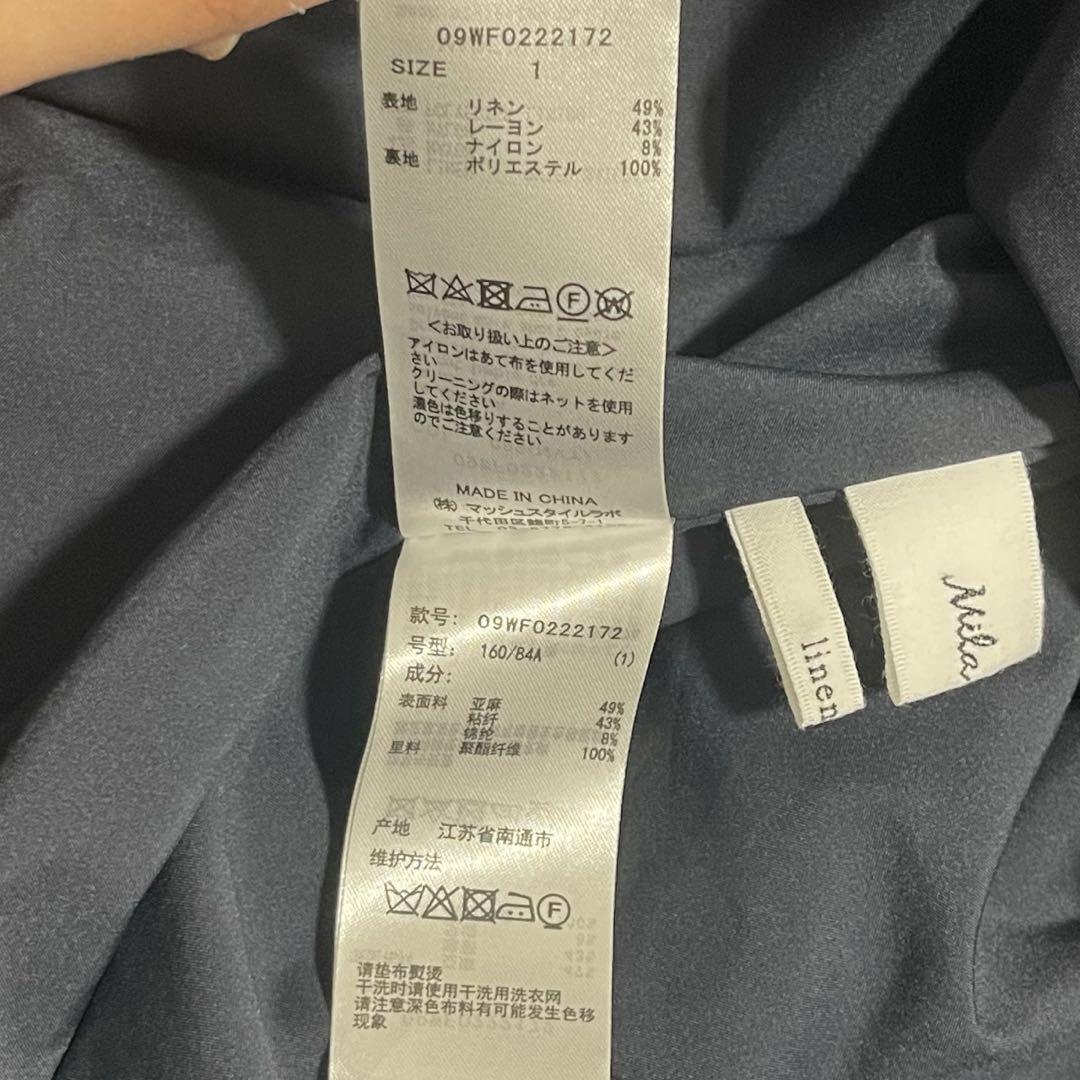 09WF0222172
SIZE 1
表地 リネン 49%
レーヨン 43%
ナイロン 8%
裏地 ポリエステル 100%
F W
<お取り扱い上のご注意>
アイロンはあて布を使用してくだ
さい
クリーニングの際はネットを使用
してください
濃色は色移りすることがあります
のでご注意ください
MADE IN CHINA
(株) マッシュスタイルラボ
千代田区麹町5-7-1
TEL
款号: 09WF0222172
号型: 160/84A (1)
成分:
表面料 亚麻 49%
粘纤 43%
锦纶 8%
里料 聚酯纤维 100%
产地 江苏省南通市
维护方法
F
请垫布熨烫
干洗时请使用干洗用洗衣网
请注意深色布料有可能发生色移
现象
linen
Mila